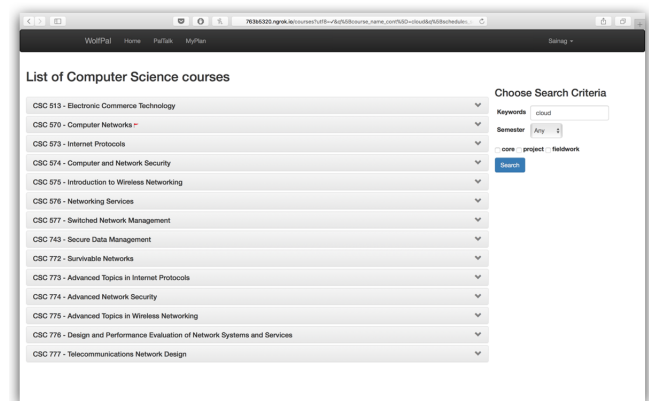 763b5320.ngrok.io/courses?utf8=✓&q%5Bcourse_name_cont%5D=cloud&q%5Bschedules
WolfPal Home PalTalk MyPlan Sainag
List of Computer Science courses
CSC 513 - Electronic Commerce Technology
CSC 570 - Computer Networks
CSC 573 - Internet Protocols
CSC 574 - Computer and Network Security
CSC 575 - Introduction to Wireless Networking
CSC 576 - Networking Services
CSC 577 - Switched Network Management
CSC 743 - Secure Data Management
CSC 772 - Survivable Networks
CSC 773 - Advanced Topics in Internet Protocols
CSC 774 - Advanced Network Security
CSC 775 - Advanced Topics in Wireless Networking
CSC 776 - Design and Performance Evaluation of Network Systems and Services
CSC 777 - Telecommunications Network Design
Choose Search Criteria
Keywords cloud
Semester Any
core project fieldwork
Search